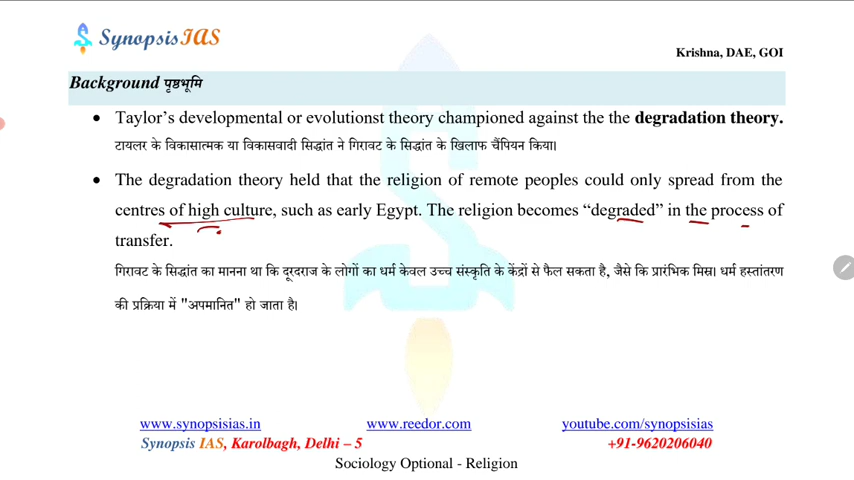 Synopsis IAS
Krishna, DAE, GOI
Background पृष्ठभूमि
• Taylor's developmental or evolutionst theory championed against the the degradation theory.
टायलर के विकासात्मक या विकासवादी सिद्धांत ने गिरावट के सिद्धांत के खिलाफ चैंपियन किया।
• The degradation theory held that the religion of remote peoples could only spread from the
centres of high culture, such as early Egypt. The religion becomes “degraded” in the process of
transfer.
गिरावट के सिद्धांत का मानना था कि दूरदराज के लोगों का धर्म केवल उच्च संस्कृति के केंद्रों से फैल सकता है, जैसे कि प्रारंभिक मिस्र। धर्म हस्तांतरण
की प्रक्रिया में "अपमानित" हो जाता है।
www.synopsisias.in www.reedor.com youtube.com/synopsisias
Synopsis IAS, Karolbagh, Delhi – 5 +91-9620206040
Sociology Optional - Religion